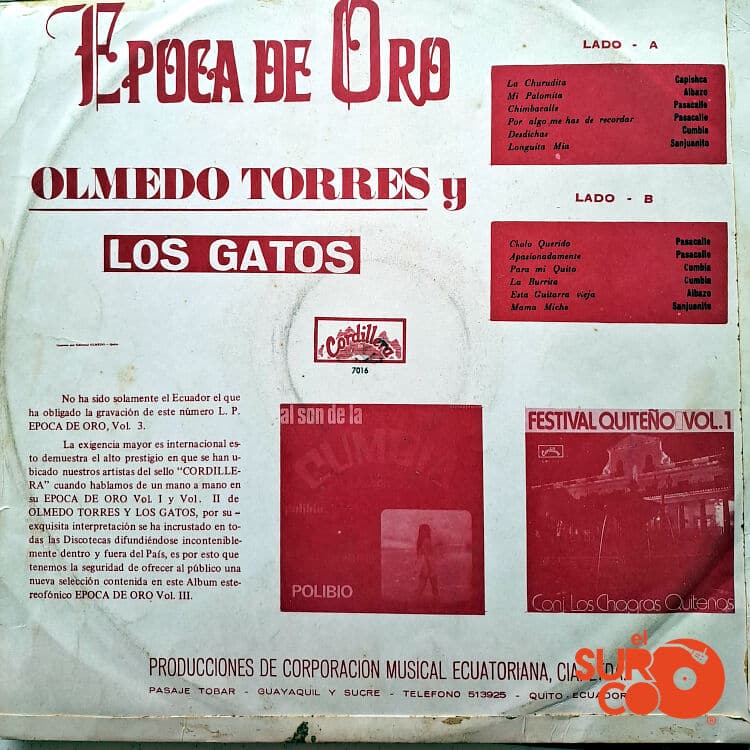 EPOCA DE ORO
OLMEDO TORRES y
LOS GATOS
LADO - A
La Churudita Capishca
Mi Palomita Albazo
Chimbacalle Pasacalle
Por algo me has de recordar Pasacalle
Desdichas Cumbia
Longuita Mia Sanjuanito
LADO - B
Cholo Querido Pasacalle
Apasionadamente Pasacalle
Para mi Quito Cumbia
La Burrita Cumbia
Esta Guitarra vieja Albazo
Mama Miche Sanjuanito
Cordillera
7016
No ha sido solamente el Ecuador el que
ha obligado la gravación de este número L. P.
EPOCA DE ORO, Vol. 3.
La exigencia mayor es internacional es-
to demuestra el alto prestigio en que se han u-
bicado nuestros artistas del sello "CORDILLE-
RA" cuando hablamos de un mano a mano en
su EPOCA DE ORO Vol. I y Vol. II de
OLMEDO TORRES Y LOS GATOS, por su e-
xquisita interpretación se ha incrustado en to-
das las Discotecas difundiéndose incontenible-
mente dentro y fuera del País, es por esto que
tenemos la seguridad de ofrecer al público una
nueva selección contenida en este Album este-
reofónico EPOCA DE ORO Vol. III.
al son de la
CUMBIA
polibio
POLIBIO
FESTIVAL QUITEÑO VOL.1
Conj. Los Chagras Quiteños
PRODUCCIONES DE CORPORACION MUSICAL ECUATORIANA, CIA. LTDA.
PASAJE TOBAR - GUAYAQUIL Y SUCRE - TELEFONO 513925 - QUITO - ECUADOR
el
SURCO